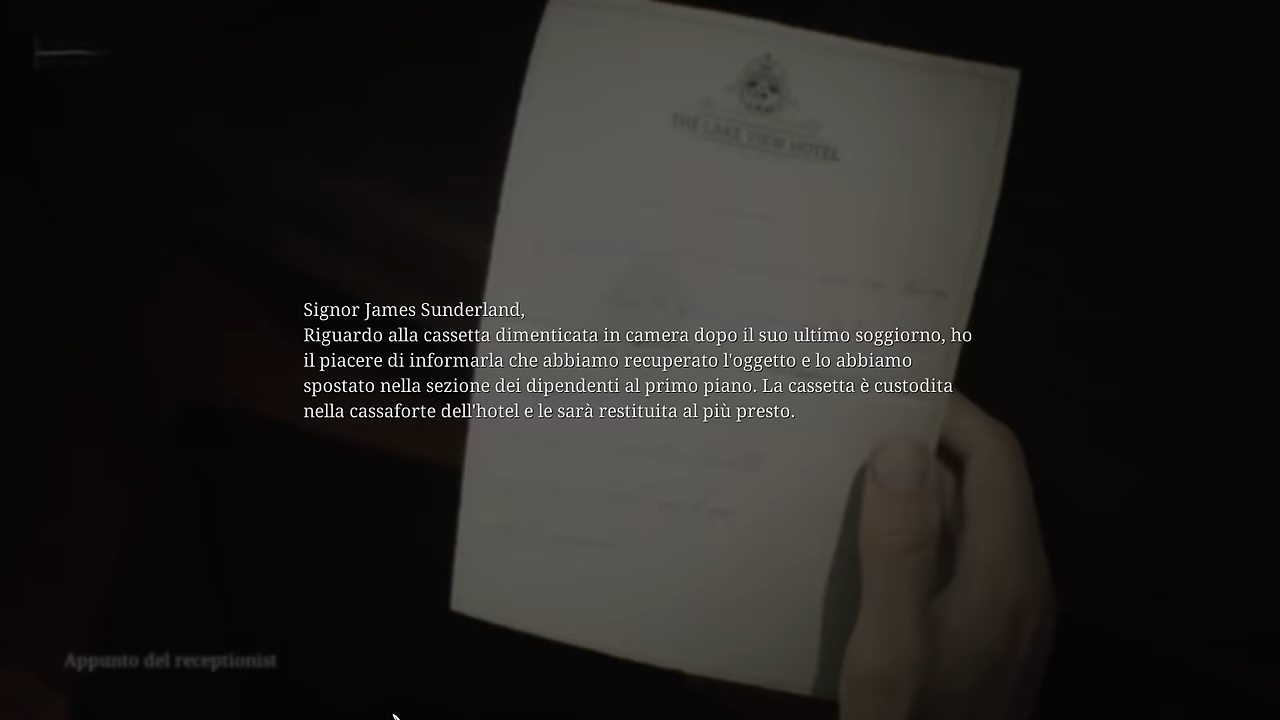 THE LAKE VIEW HOTEL
Signor James Sunderland,
Riguardo alla cassetta dimenticata in camera dopo il suo ultimo soggiorno, ho
il piacere di informarla che abbiamo recuperato l'oggetto e lo abbiamo
spostato nella sezione dei dipendenti al primo piano. La cassetta è custodita
nella cassaforte dell'hotel e le sarà restituita al più presto.
Appunto del receptionist